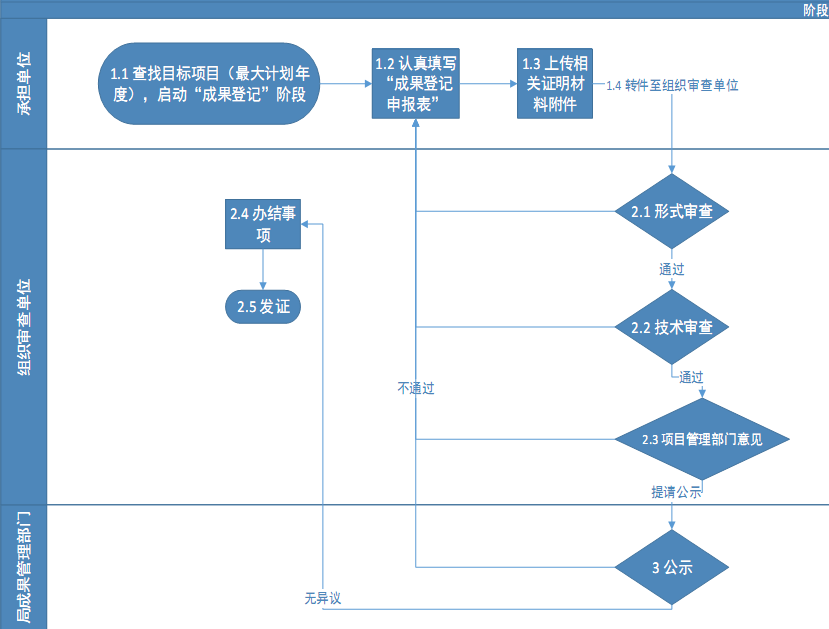 阶段
承担单位
1.1 查找目标项目（最大计划年
度），启动“成果登记”阶段
1.2 认真填写
“成果登记
申报表”
1.3 上传相
关证明材
料附件
1.4 转件至组织审查单位
组织审查单位
2.1 形式审查
通过
2.2 技术审查
通过
2.3 项目管理部门意见
提请公示
2.4 办结事
项
2.5 发证
不通过
局成果管理部门
3 公示
无异议